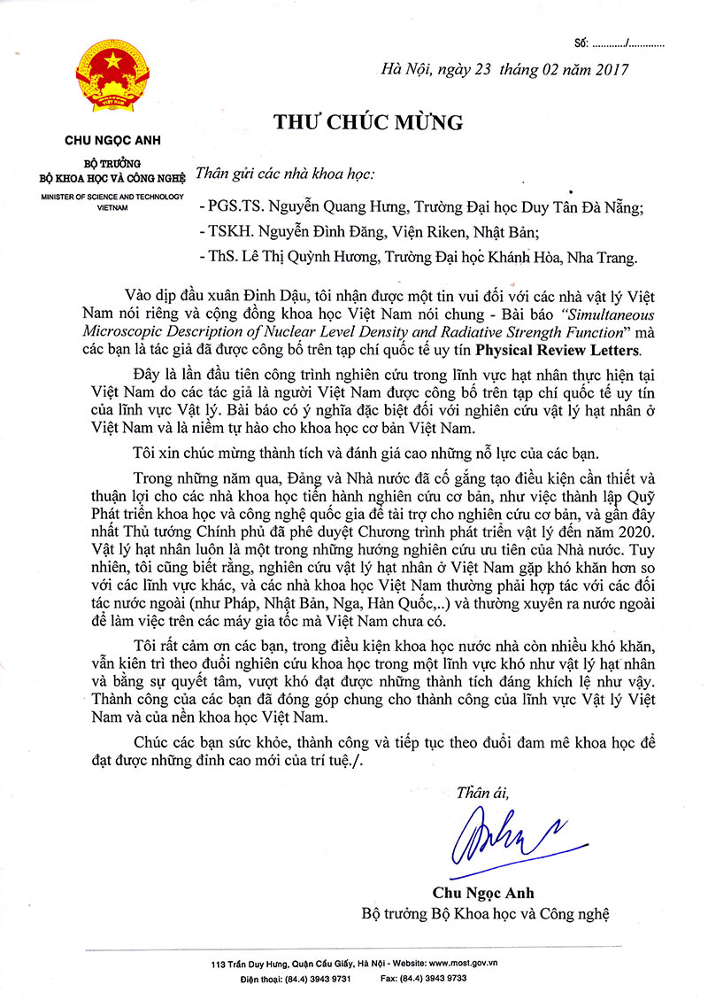 Số: ............/.............
Hà Nội, ngày 23 tháng 02 năm 2017
VIỆT NAM
THƯ CHÚC MỪNG
CHU NGỌC ANH
BỘ TRƯỞNG
BỘ KHOA HỌC VÀ CÔNG NGHỆ
MINISTER OF SCIENCE AND TECHNOLOGY
VIETNAM
Thân gửi các nhà khoa học:
- PGS.TS. Nguyễn Quang Hưng, Trường Đại học Duy Tân Đà Nẵng;
- TSKH. Nguyễn Đình Đăng, Viện Riken, Nhật Bản;
- ThS. Lê Thị Quỳnh Hương, Trường Đại học Khánh Hòa, Nha Trang.
Vào dịp đầu xuân Đinh Dậu, tôi nhận được một tin vui đối với các nhà vật lý Việt
Nam nói riêng và cộng đồng khoa học Việt Nam nói chung - Bài báo “Simultaneous
Microscopic Description of Nuclear Level Density and Radiative Strength Function” mà
các bạn là tác giả đã được công bố trên tạp chí quốc tế uy tín Physical Review Letters.
Đây là lần đầu tiên công trình nghiên cứu trong lĩnh vực hạt nhân thực hiện tại
Việt Nam do các tác giả là người Việt Nam được công bố trên tạp chí quốc tế uy tín
của lĩnh vực Vật lý. Bài báo có ý nghĩa đặc biệt đối với nghiên cứu vật lý hạt nhân ở
Việt Nam và là niềm tự hào cho khoa học cơ bản Việt Nam.
Tôi xin chúc mừng thành tích và đánh giá cao những nỗ lực của các bạn.
Trong những năm qua, Đảng và Nhà nước đã cố gắng tạo điều kiện cần thiết và
thuận lợi cho các nhà khoa học tiến hành nghiên cứu cơ bản, như việc thành lập Quỹ
Phát triển khoa học và công nghệ quốc gia để tài trợ cho nghiên cứu cơ bản, và gần đây
nhất Thủ tướng Chính phủ đã phê duyệt Chương trình phát triển vật lý đến năm 2020.
Vật lý hạt nhân luôn là một trong những hướng nghiên cứu ưu tiên của Nhà nước. Tuy
nhiên, tôi cũng biết rằng, nghiên cứu vật lý hạt nhân ở Việt Nam gặp khó khăn hơn so
với các lĩnh vực khác, và các nhà khoa học Việt Nam thường phải hợp tác với các đối
tác nước ngoài (như Pháp, Nhật Bản, Nga, Hàn Quốc,..) và thường xuyên ra nước ngoài
để làm việc trên các máy gia tốc mà Việt Nam chưa có.
Tôi rất cảm ơn các bạn, trong điều kiện khoa học nước nhà còn nhiều khó khăn,
vẫn kiên trì theo đuổi nghiên cứu khoa học trong một lĩnh vực khó như vật lý hạt nhân
và bằng sự quyết tâm, vượt khó đạt được những thành tích đáng khích lệ như vậy.
Thành công của các bạn đã đóng góp chung cho thành công của lĩnh vực Vật lý Việt
Nam và của nền khoa học Việt Nam.
Chúc các bạn sức khỏe, thành công và tiếp tục theo đuổi đam mê khoa học để
đạt được những đỉnh cao mới của trí tuệ./.
Thân ái,
Chu Ngọc Anh
Bộ trưởng Bộ Khoa học và Công nghệ
113 Trần Duy Hưng, Quận Cầu Giấy, Hà Nội - Website: www.most.gov.vn
Điện thoại: (84.4) 3943 9731 Fax: (84.4) 3943 9733